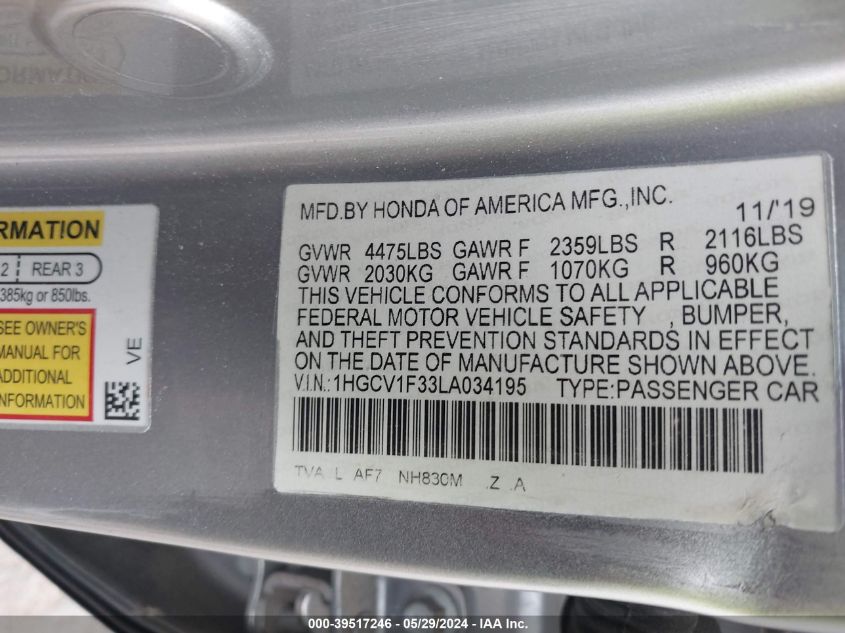 RMATION
2 REAR 3
385kg or 850lbs.
SEE OWNER'S
MANUAL FOR
ADDITIONAL
INFORMATION
VE
MFD.BY HONDA OF AMERICA MFG.,INC. 11/'19
GVWR 4475LBS GAWR F 2359LBS R 2116LBS
GVWR 2030KG GAWR F 1070KG R 960KG
THIS VEHICLE CONFORMS TO ALL APPLICABLE
FEDERAL MOTOR VEHICLE SAFETY , BUMPER,
AND THEFT PREVENTION STANDARDS IN EFFECT
ON THE DATE OF MANUFACTURE SHOWN ABOVE.
V.I.N.:1HGCV1F33LA034195 TYPE:PASSENGER CAR
TVA L AF7 NH830M .Z .A
000-39517246 - 05/29/2024 - IAA Inc.